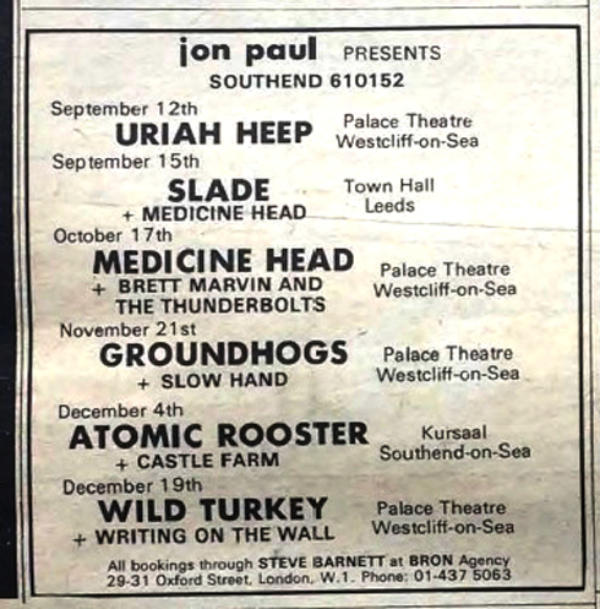 jon paul PRESENTS
SOUTHEND 610152
September 12th
URIAH HEEP
Palace Theatre
Westcliff-on-Sea
September 15th
SLADE
+ MEDICINE HEAD
Town Hall
Leeds
October 17th
MEDICINE HEAD
+ BRETT MARVIN AND
THE THUNDERBOLTS
Palace Theatre
Westcliff-on-Sea
November 21st
GROUNDHOGS
+ SLOW HAND
Palace Theatre
Westcliff-on-Sea
December 4th
ATOMIC ROOSTER
+ CASTLE FARM
Kursaal
Southend-on-Sea
December 19th
WILD TURKEY
+ WRITING ON THE WALL
Palace Theatre
Westcliff-on-Sea
All bookings through STEVE BARNETT at BRON Agency
29-31 Oxford Street, London, W.1. Phone: 01-437 5063